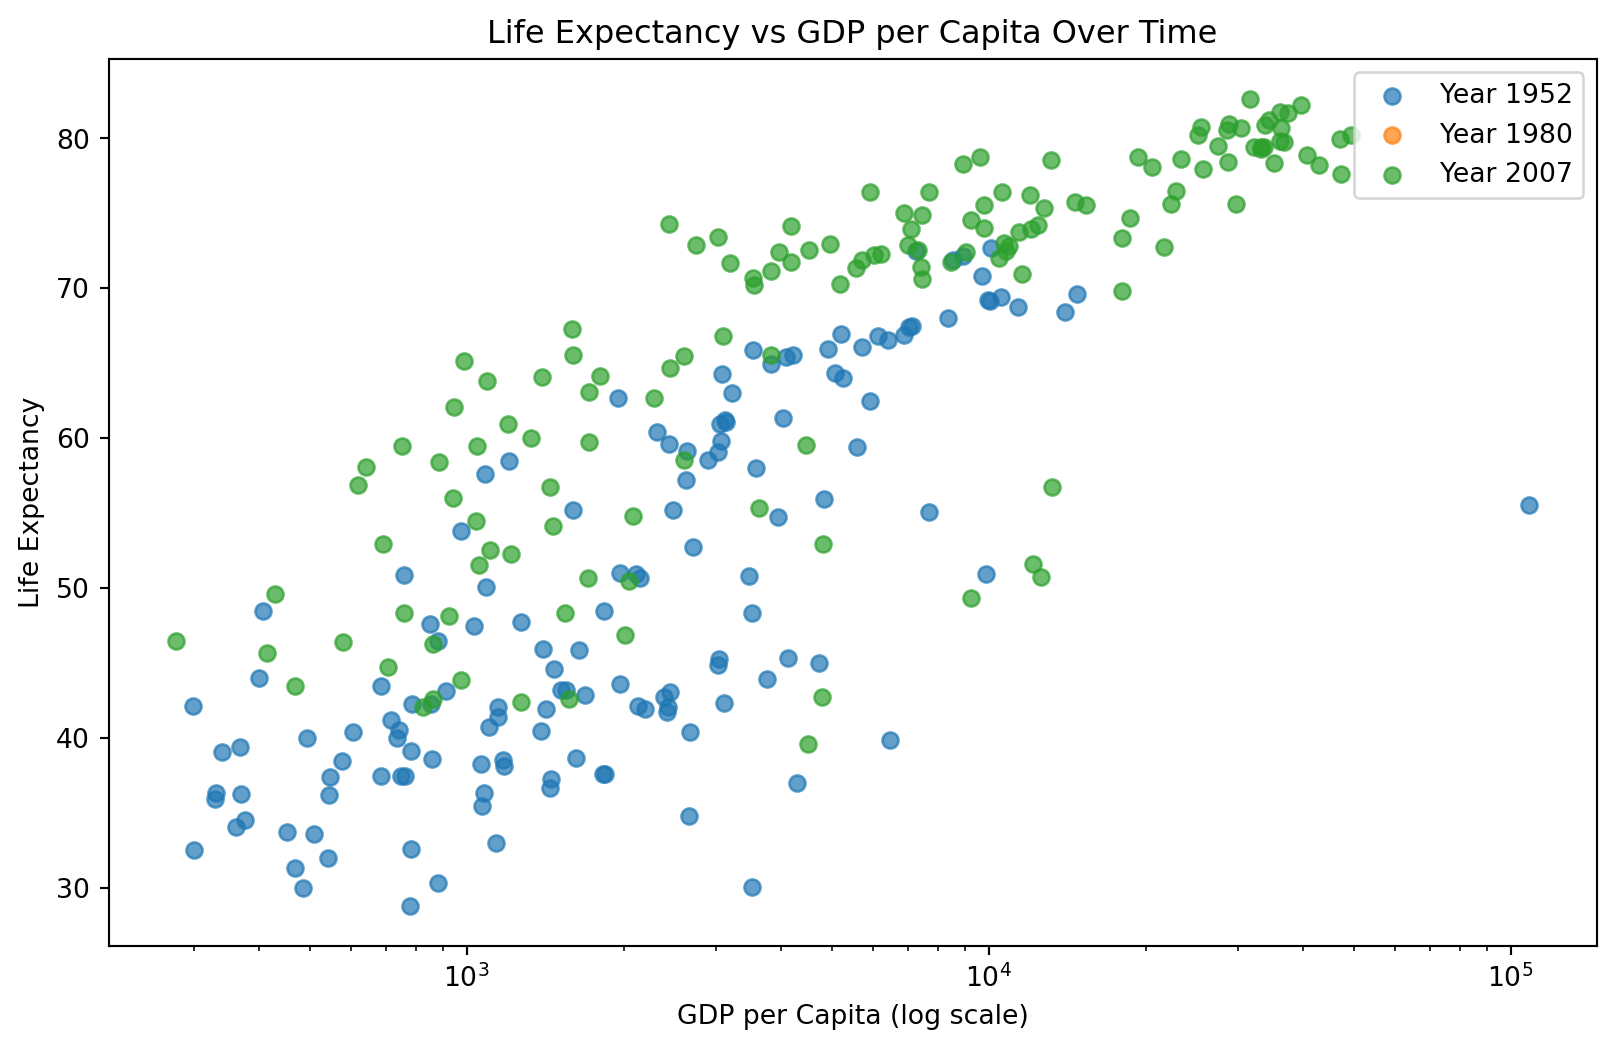 Life Expectancy vs GDP per Capita Over Time
Year 1952
Year 1980
Year 2007
80
70
60
50
40
30
Life Expectancy
10³
10⁴
10⁵
GDP per Capita (log scale)